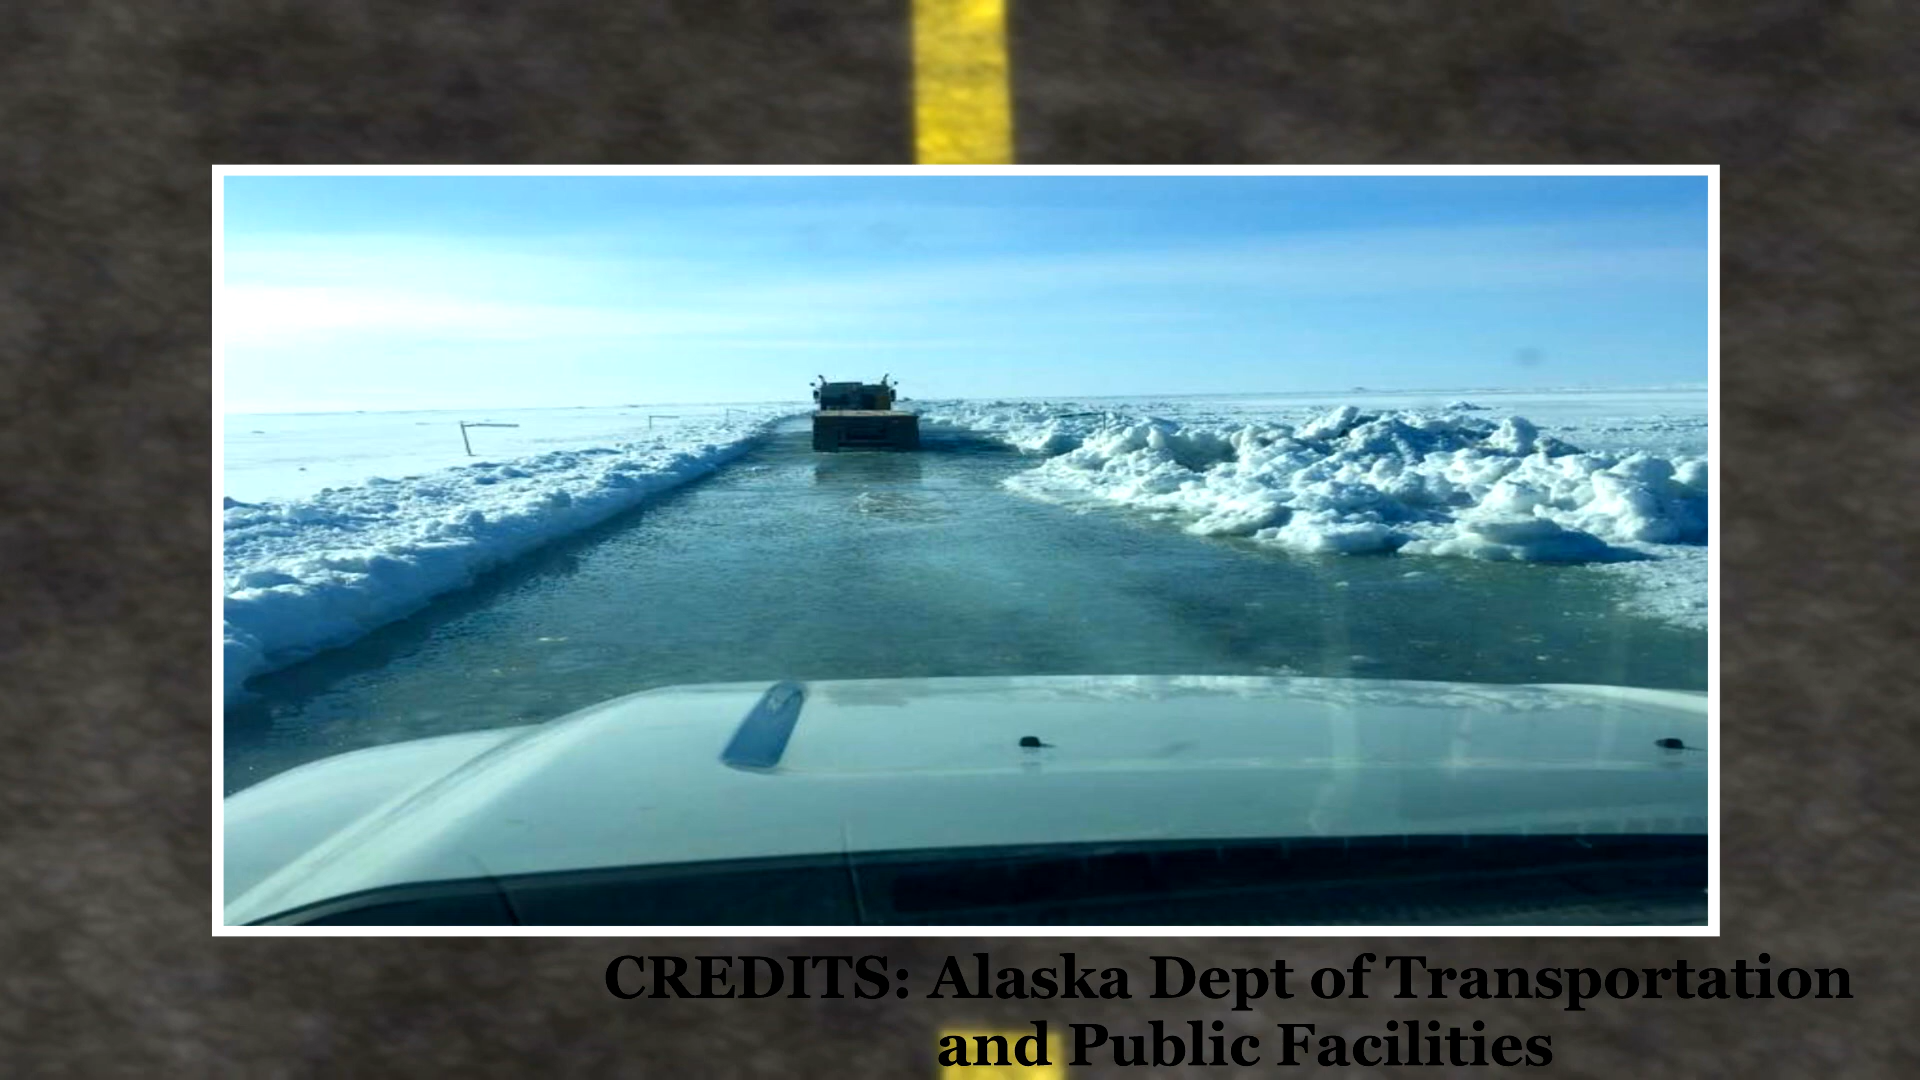 CREDITS: Alaska Dept of Transportation
and Public Facilities